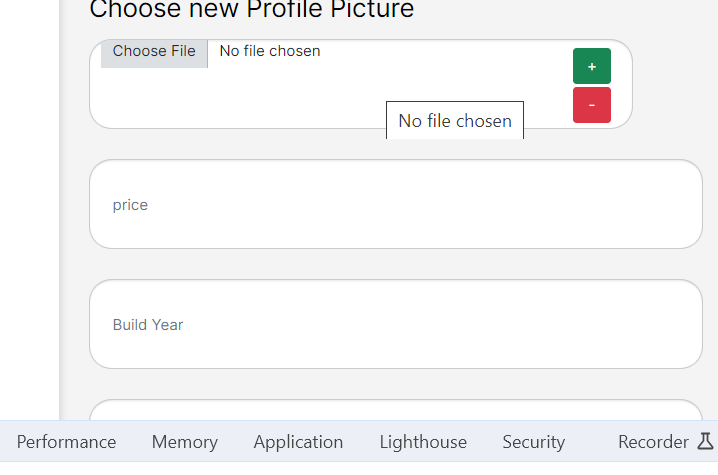 Choose new Profile Picture
Choose File No file chosen
+
-
No file chosen
price
Build Year
Performance Memory Application Lighthouse Security Recorder